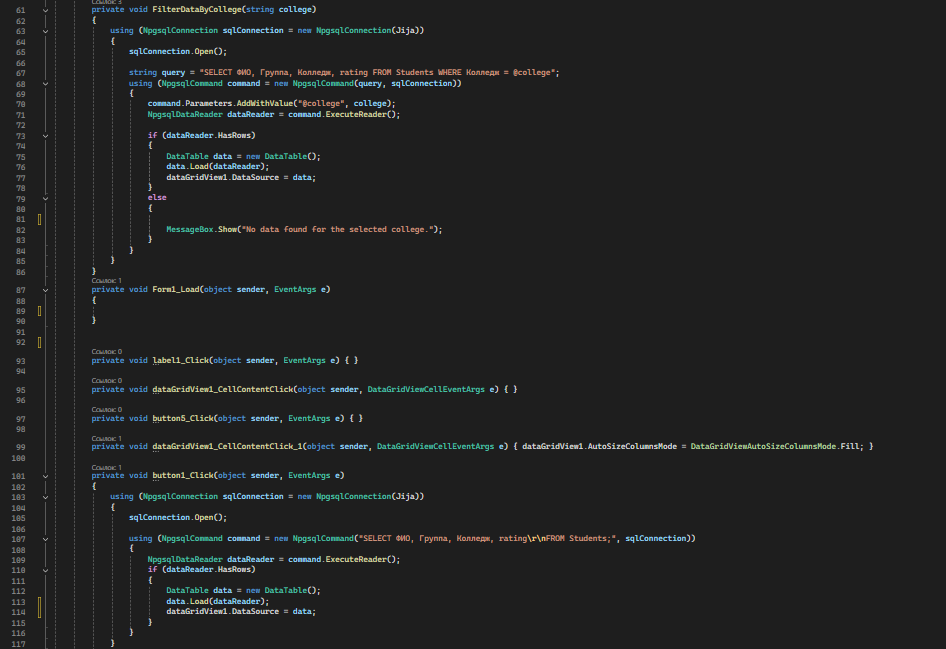 Ссылок: 3
61 private void FilterDataByCollege(string college)
62 {
63 using (NpgsqlConnection sqlConnection = new NpgsqlConnection(Jija))
64 {
65 sqlConnection.Open();
66
67 string query = "SELECT ФИО, Группа, Колледж, rating FROM Students WHERE Колледж = @college";
68 using (NpgsqlCommand command = new NpgsqlCommand(query, sqlConnection))
69 {
70 command.Parameters.AddWithValue("@college", college);
71 NpgsqlDataReader dataReader = command.ExecuteReader();
72
73 if (dataReader.HasRows)
74 {
75 DataTable data = new DataTable();
76 data.Load(dataReader);
77 dataGridView1.DataSource = data;
78 }
79 else
80 {
81
82 MessageBox.Show("No data found for the selected college.");
83 }
84 }
85 }
86 }
Ссылок: 1
87 private void Form1_Load(object sender, EventArgs e)
88 {
89
90 }
91
92
Ссылок: 0
93 private void label1_Click(object sender, EventArgs e) { }
94
Ссылок: 0
95 private void dataGridView1_CellContentClick(object sender, DataGridViewCellEventArgs e) { }
96
Ссылок: 0
97 private void button5_Click(object sender, EventArgs e) { }
98
Ссылок: 1
99 private void dataGridView1_CellContentClick_1(object sender, DataGridViewCellEventArgs e) { dataGridView1.AutoSizeColumnsMode = DataGridViewAutoSizeColumnsMode.Fill; }
100
Ссылок: 1
101 private void button1_Click(object sender, EventArgs e)
102 {
103 using (NpgsqlConnection sqlConnection = new NpgsqlConnection(Jija))
104 {
105 sqlConnection.Open();
106
107 using (NpgsqlCommand command = new NpgsqlCommand("SELECT ФИО, Группа, Колледж, rating\r\nFROM Students;", sqlConnection))
108 {
109 NpgsqlDataReader dataReader = command.ExecuteReader();
110 if (dataReader.HasRows)
111 {
112 DataTable data = new DataTable();
113 data.Load(dataReader);
114 dataGridView1.DataSource = data;
115 }
116 }
117 }